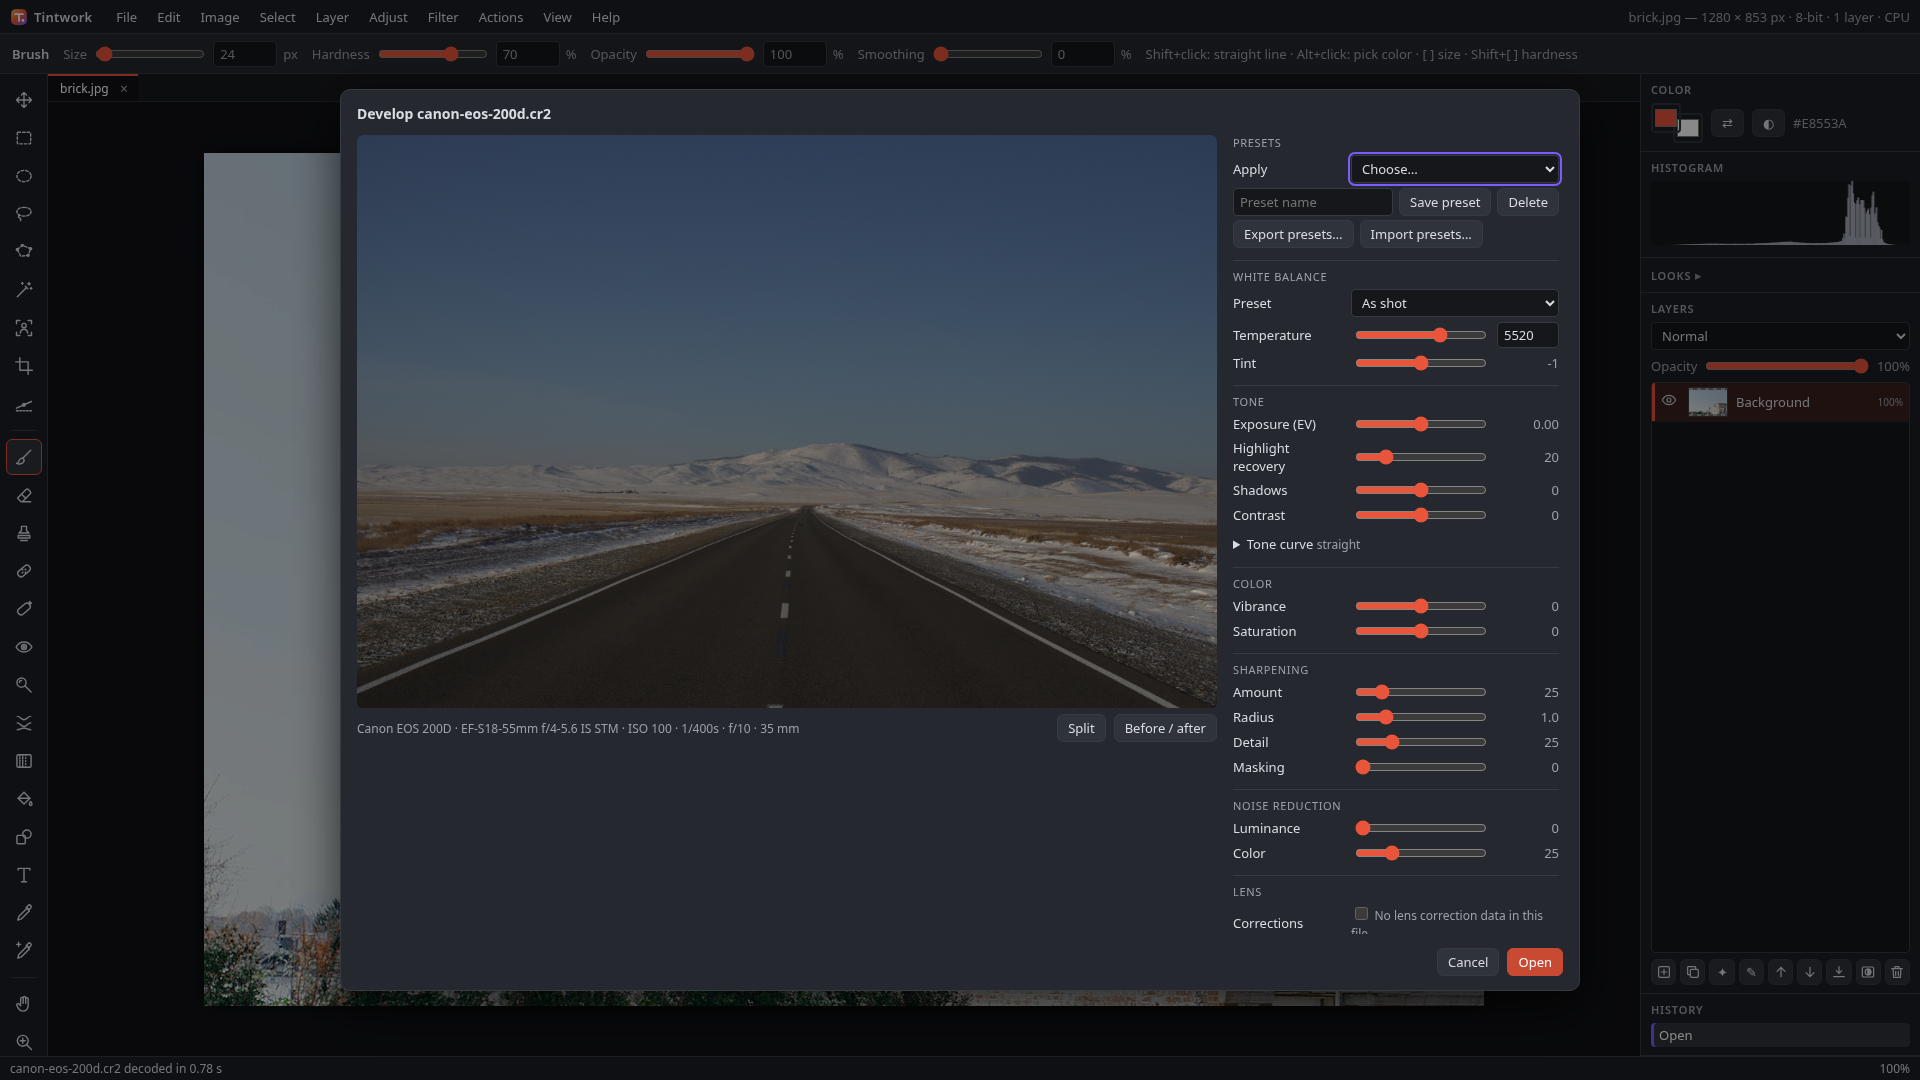 Tintwork File Edit Image Select Layer Adjust Filter Actions View Help brick.jpg — 1280 × 853 px · 8-bit · 1 layer · CPU
Brush Size 24 px Hardness 70 % Opacity 100 % Smoothing 0 % Shift+click: straight line · Alt+click: pick color · [ ] size · Shift+[ ] hardness
brick.jpg ×
Develop canon-eos-200d.cr2
Canon EOS 200D · EF-S18-55mm f/4-5.6 IS STM · ISO 100 · 1/400s · f/10 · 35 mm Split Before / after
PRESETS
Apply Choose...
Preset name Save preset Delete
Export presets... Import presets...
WHITE BALANCE
Preset As shot
Temperature 5520
Tint -1
TONE
Exposure (EV) 0.00
Highlight
recovery 20
Shadows 0
Contrast 0
Tone curve straight
COLOR
Vibrance 0
Saturation 0
SHARPENING
Amount 25
Radius 1.0
Detail 25
Masking 0
NOISE REDUCTION
Luminance 0
Color 25
LENS
Corrections No lens correction data in this
file
Cancel Open
COLOR
#E8553A
HISTOGRAM
LOOKS
LAYERS
Normal
Opacity 100%
Background 100%
HISTORY
Open
canon-eos-200d.cr2 decoded in 0.78 s 100%